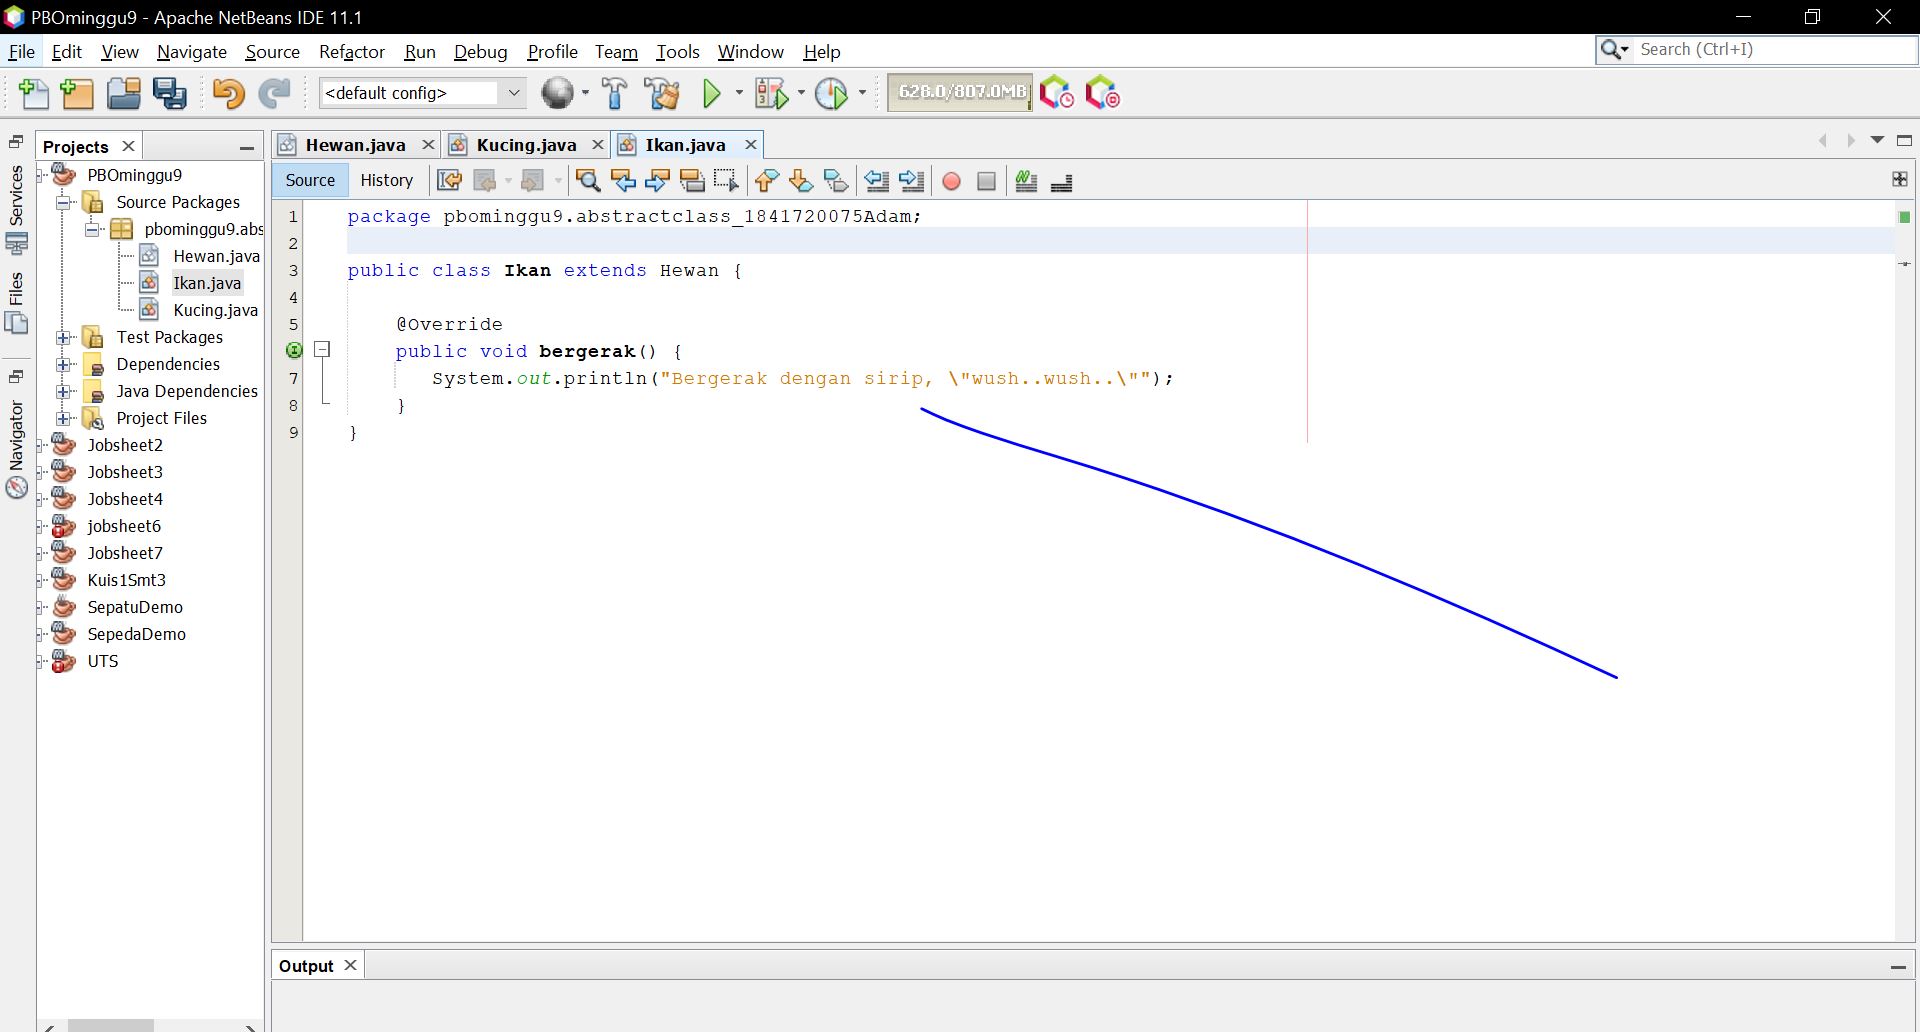 PBOminggu9 - Apache NetBeans IDE 11.1
File Edit View Navigate Source Refactor Run Debug Profile Team Tools Window Help
Search (Ctrl+I)
<default config>
628.0/807.0MB
Services
Files
Navigator
Projects
PBOminggu9
Source Packages
pbominggu9.abs
Hewan.java
Ikan.java
Kucing.java
Test Packages
Dependencies
Java Dependencies
Project Files
Jobsheet2
Jobsheet3
Jobsheet4
jobsheet6
Jobsheet7
Kuis1Smt3
SepatuDemo
SepedaDemo
UTS
Hewan.java Kucing.java Ikan.java
Source History
1 package pbominggu9.abstractclass_1841720075Adam;
2
3 public class Ikan extends Hewan {
4
5 @Override
public void bergerak() {
7 System.out.println("Bergerak dengan sirip, \"wush..wush..\"");
8 }
9 }
Output